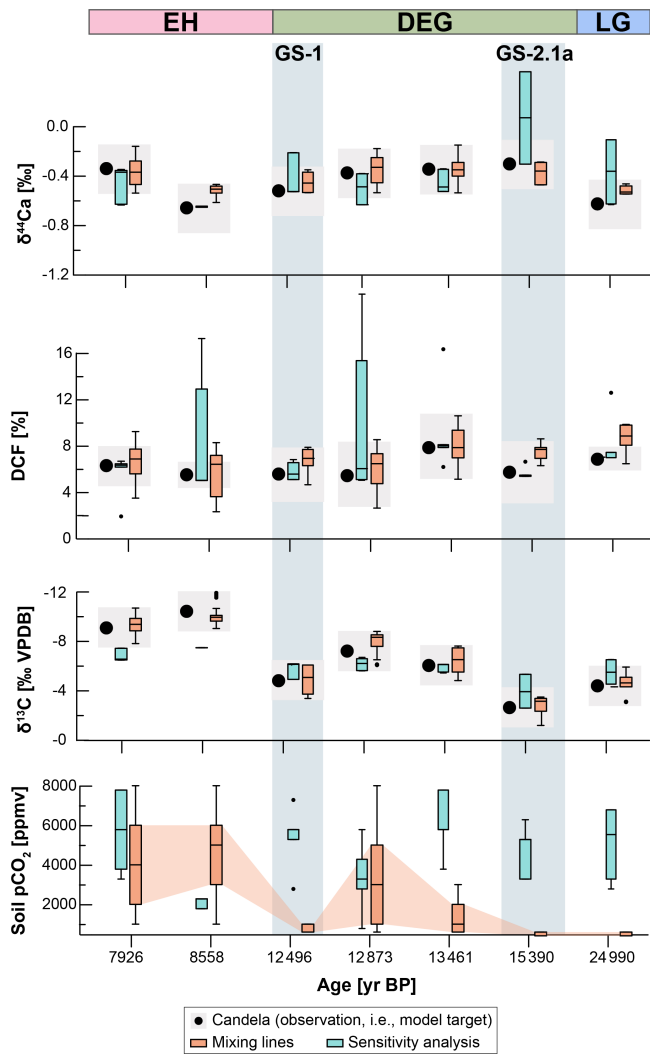 EH DEG LG
GS-1 GS-2.1a
δ⁴⁴Ca [‰]
0.0
-0.4
-0.8
-1.2
DCF [%]
16
12
8
4
0
δ¹³C [‰ VPDB]
-12
-8
-4
-0
Soil pCO₂ [ppmv]
8000
6000
4000
2000
7926 8558 12496 12873 13461 15390 24990
Age [yr BP]
Candela (observation, i.e., model target)
Mixing lines Sensitivity analysis